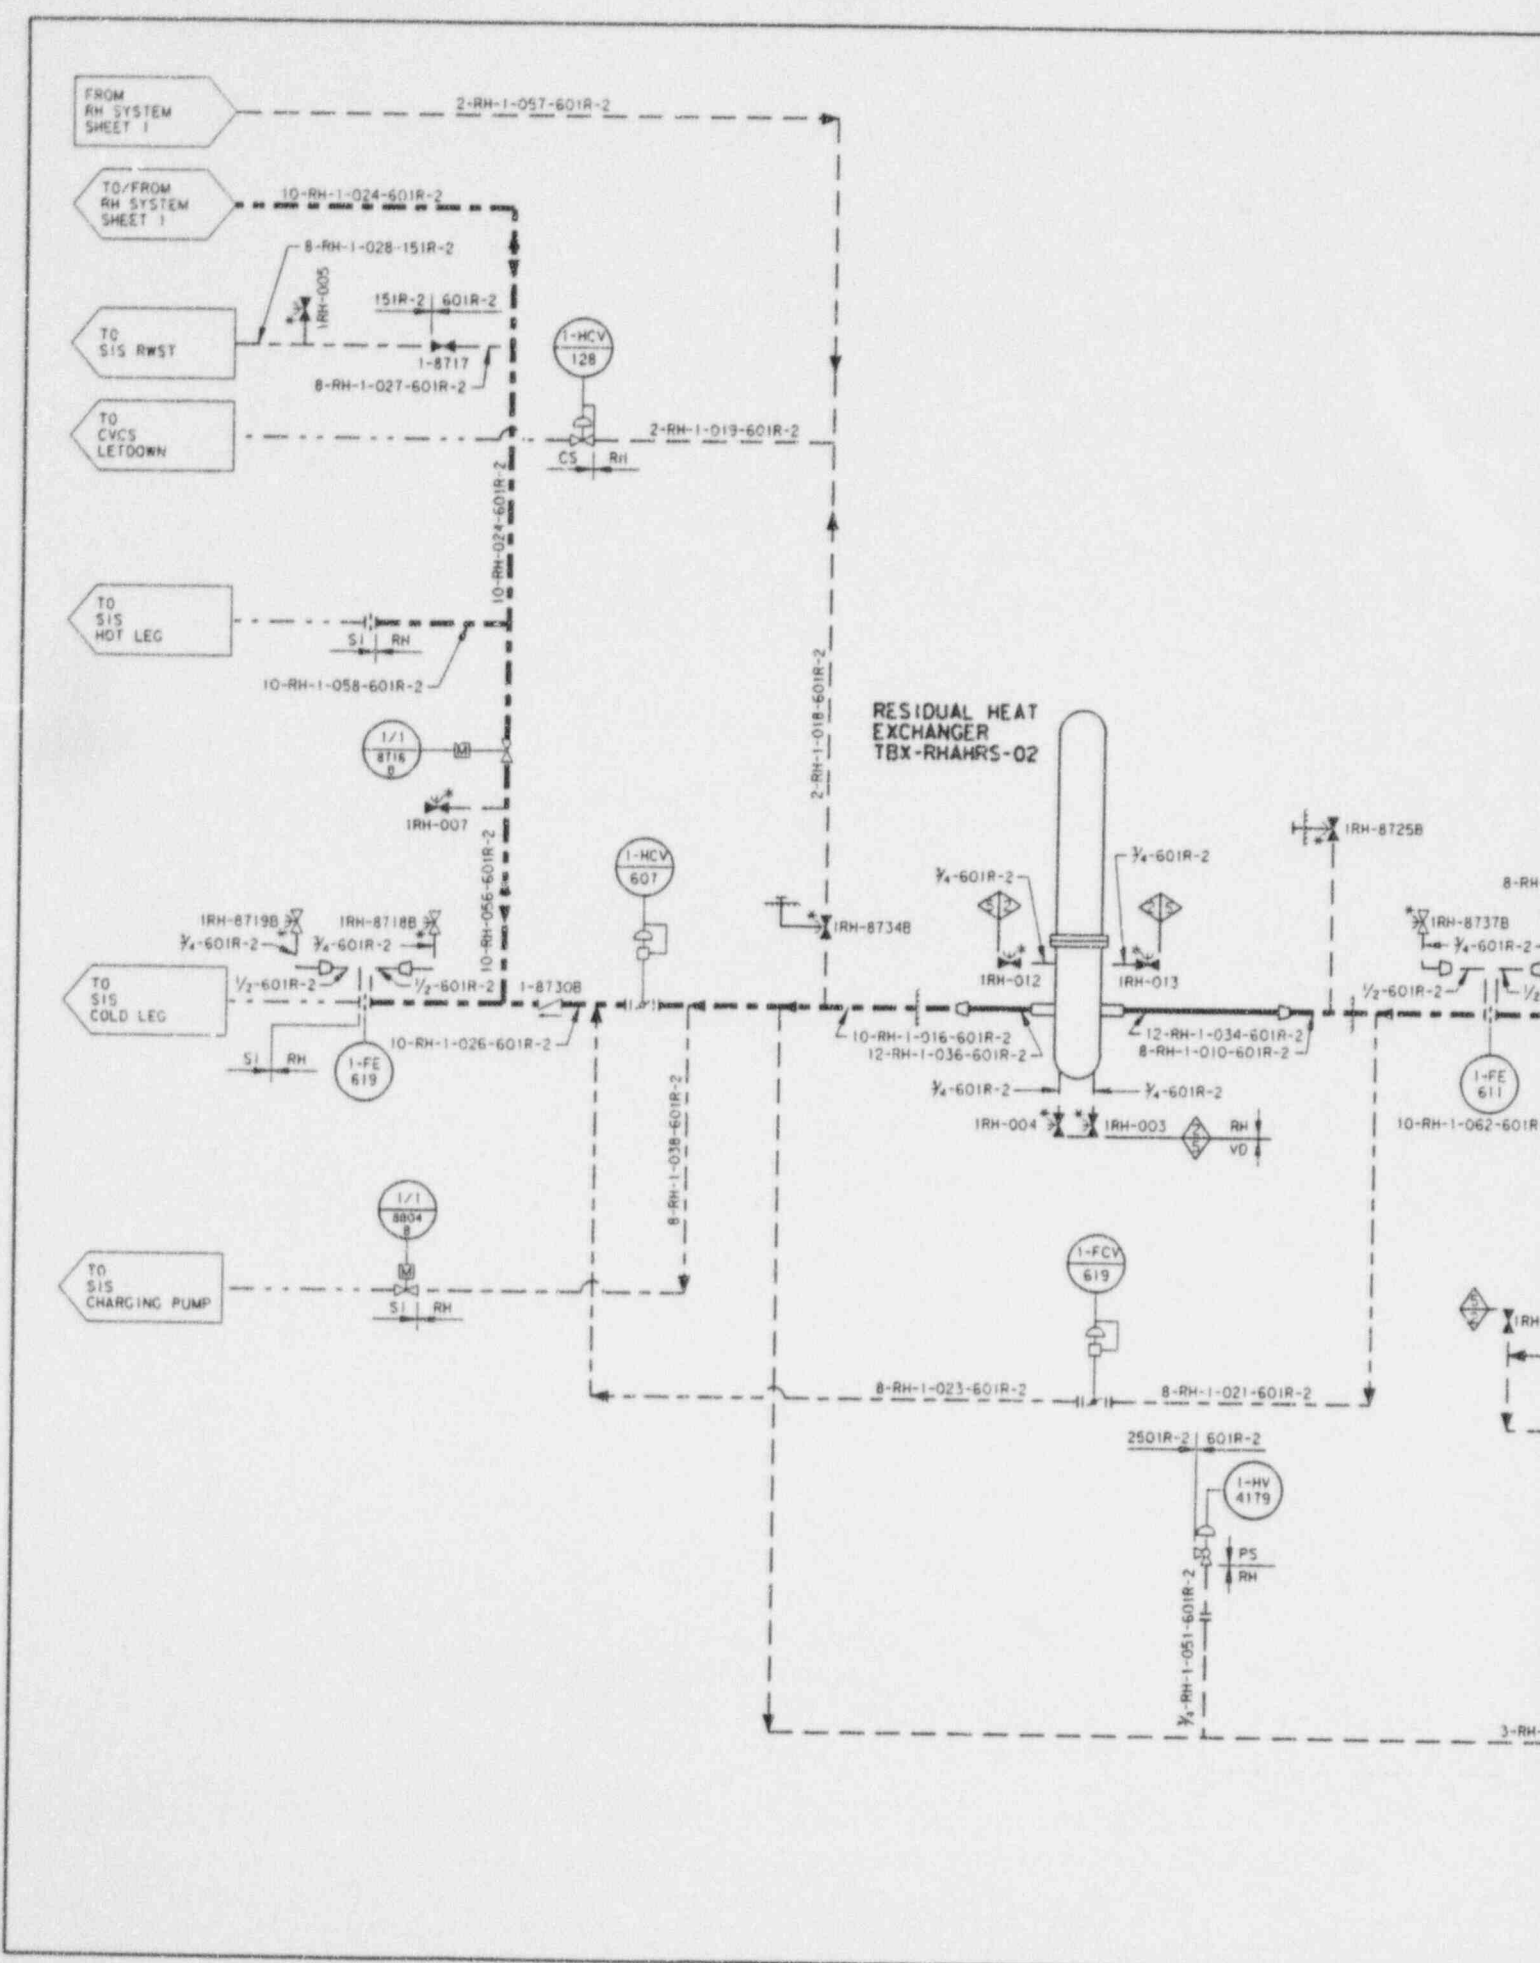 FROM
RH SYSTEM
SHEET 1
2-RH-1-057-601R-2
TO/FROM
RH SYSTEM
SHEET 1
10-RH-1-024-601R-2
8-RH-1-028-151R-2
1RH-005
151R-2
601R-2
TO
SIS RWST
1-8717
8-RH-1-027-601R-2
1-HCV
128
TO
CVCS
LETDOWN
2-RH-1-019-601R-2
CS
RH
10-RH-024-601R-2
TO
SIS
HOT LEG
SI
RH
10-RH-1-058-601R-2
2-RH-1-018-601R-2
RESIDUAL HEAT
EXCHANGER
TBX-RHAHRS-02
1/1
8716
B
M
1RH-007
10-RH-056-601R-2
1-HCV
607
1RH-8725B
3/4-601R-2
3/4-601R-2
8-RH
1RH-8719B
1RH-8718B
3/4-601R-2
3/4-601R-2
1RH-8734B
1RH-8737B
3/4-601R-2
1RH-012
1RH-013
TO
SIS
COLD LEG
1/2-601R-2
1/2-601R-2
1-8730B
1/2-601R-2
1/2
10-RH-1-026-601R-2
10-RH-1-016-601R-2
12-RH-1-036-601R-2
12-RH-1-034-601R-2
8-RH-1-010-601R-2
SI
RH
1-FE
619
1-FE
611
3/4-601R-2
3/4-601R-2
1RH-004
1RH-003
RH
VD
10-RH-1-062-601R
8-RH-1-038-601R-2
1/1
8804
B
M
TO
SIS
CHARGING PUMP
SI
RH
1-FCV
619
1RH
8-RH-1-023-601R-2
8-RH-1-021-601R-2
2501R-2
601R-2
1-HV
4179
PS
RH
3/4-RH-1-051-601R-2
3-RH-